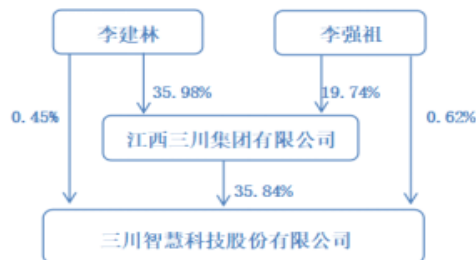 李建林 李强祖
35.98% 19.74%
0.45% 0.62%
江西三川集团有限公司
35.84%
三川智慧科技股份有限公司